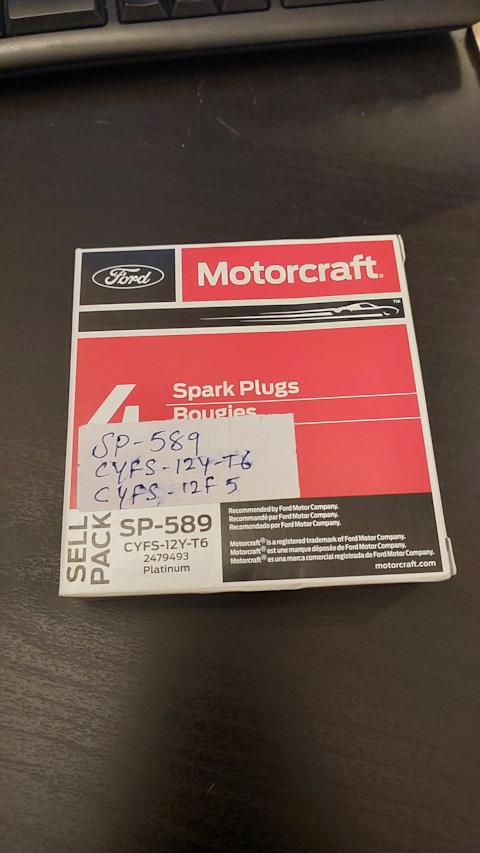 Ford
Motorcraft®
TM
4
Spark Plugs
Bougies
SP-589
CYFS-12Y-T6
CYFS-12F5
SELL
PACK
SP-589
CYFS-12Y-T6
2479493
Platinum
Recommended by Ford Motor Company.
Recommandé par Ford Motor Company.
Recomendado por Ford Motor Company.
Motorcraft® is a registered trademark of Ford Motor Company.
Motorcraft® est une marque déposée de Ford Motor Company.
Motorcraft® es una marca comercial registrada de Ford Motor Company.
motorcraft.com